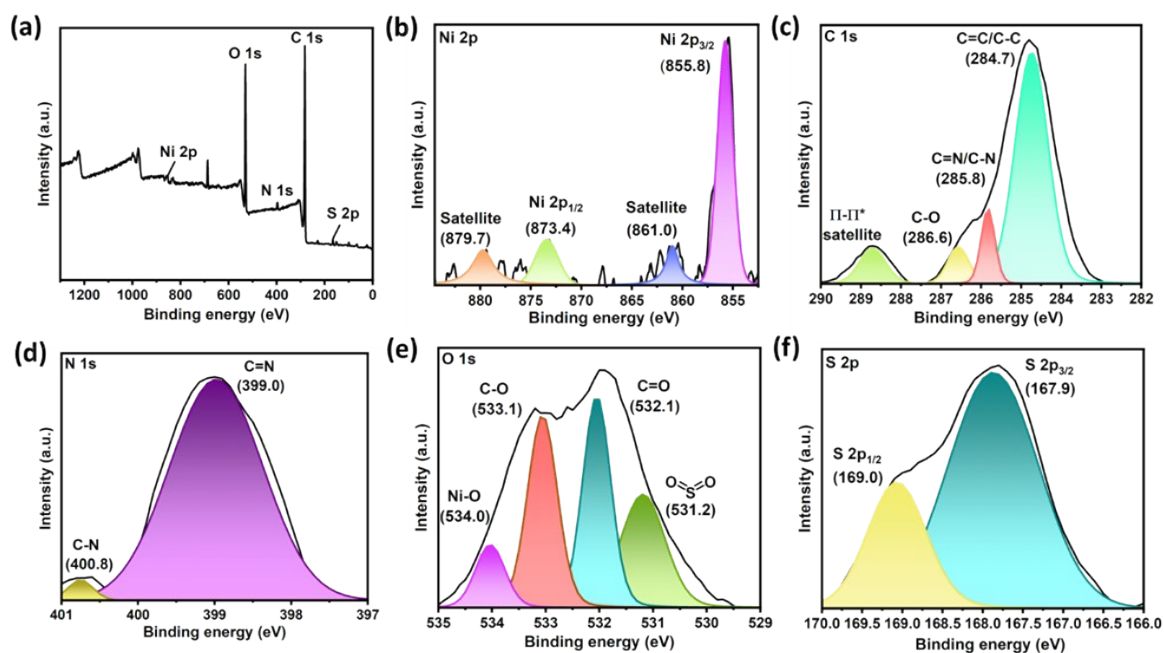 (a)
O 1s
C 1s
Ni 2p
N 1s
S 2p
Intensity (a.u.)
1200 1000 800 600 400 200 0
Binding energy (eV)
(b)
Ni 2p
Ni 2p3/2
(855.8)
Ni 2p1/2
(873.4)
Satellite
(861.0)
Satellite
(879.7)
Intensity (a.u.)
880 875 870 865 860 855
Binding energy (eV)
(c)
C 1s
C=C/C-C
(284.7)
C=N/C-N
(285.8)
C-O
(286.6)
Π-Π*
satellite
Intensity (a.u.)
290 289 288 287 286 285 284 283 282
Binding energy (eV)
(d)
N 1s
C=N
(399.0)
C-N
(400.8)
Intensity (a.u.)
401 400 399 398 397
Binding energy (eV)
(e)
O 1s
C-O
(533.1)
C=O
(532.1)
O=S=O
(531.2)
Ni-O
(534.0)
Intensity (a.u.)
535 534 533 532 531 530 529
Binding energy (eV)
(f)
S 2p
S 2p3/2
(167.9)
S 2p1/2
(169.0)
Intensity (a.u.)
170.0 169.5 169.0 168.5 168.0 167.5 167.0 166.5 166.0
Binding energy (eV)